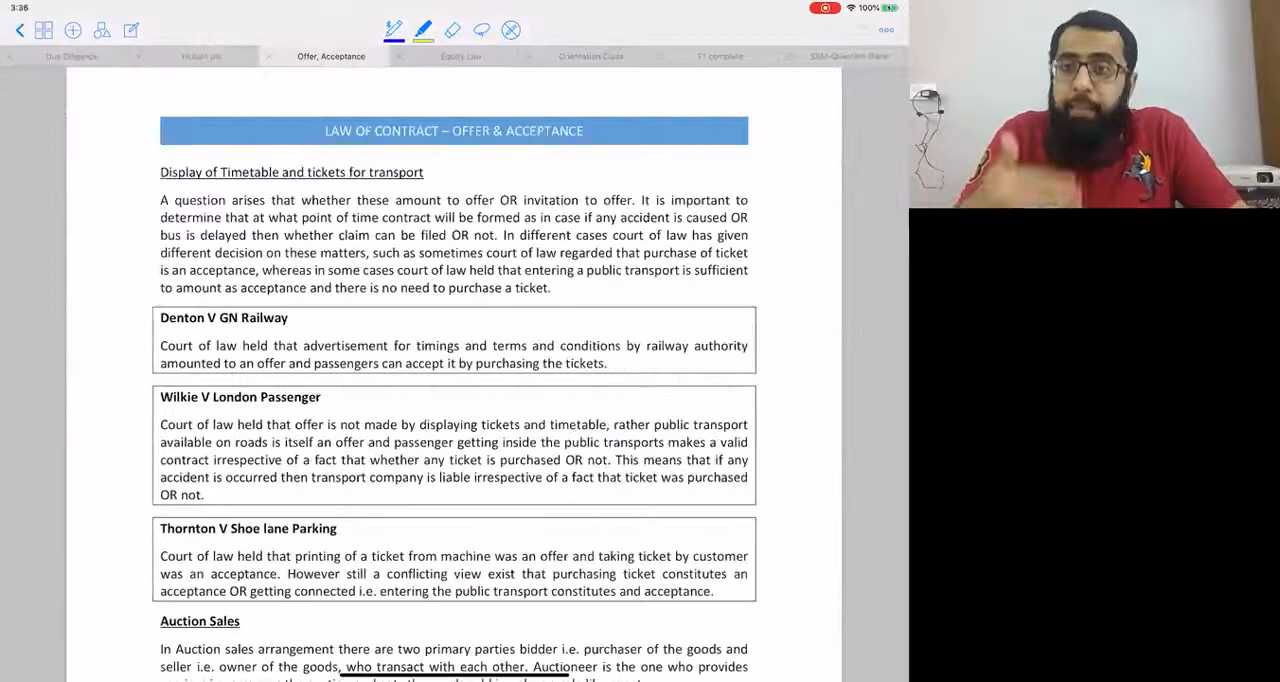 3:36
100%
Due Diligence
Hubart plc
Offer, Acceptance
Equity Law
Orientation Class
F1 complete
SBM-Question Bank
LAW OF CONTRACT – OFFER & ACCEPTANCE
Display of Timetable and tickets for transport
A question arises that whether these amount to offer OR invitation to offer. It is important to
determine that at what point of time contract will be formed as in case if any accident is caused OR
bus is delayed then whether claim can be filed OR not. In different cases court of law has given
different decision on these matters, such as sometimes court of law regarded that purchase of ticket
is an acceptance, whereas in some cases court of law held that entering a public transport is sufficient
to amount as acceptance and there is no need to purchase a ticket.
Denton V GN Railway
Court of law held that advertisement for timings and terms and conditions by railway authority
amounted to an offer and passengers can accept it by purchasing the tickets.
Wilkie V London Passenger
Court of law held that offer is not made by displaying tickets and timetable, rather public transport
available on roads is itself an offer and passenger getting inside the public transports makes a valid
contract irrespective of a fact that whether any ticket is purchased OR not. This means that if any
accident is occurred then transport company is liable irrespective of a fact that ticket was purchased
OR not.
Thornton V Shoe lane Parking
Court of law held that printing of a ticket from machine was an offer and taking ticket by customer
was an acceptance. However still a conflicting view exist that purchasing ticket constitutes an
acceptance OR getting connected i.e. entering the public transport constitutes and acceptance.
Auction Sales
In Auction sales arrangement there are two primary parties bidder i.e. purchaser of the goods and
seller i.e. owner of the goods, who transact with each other. Auctioneer is the one who provides